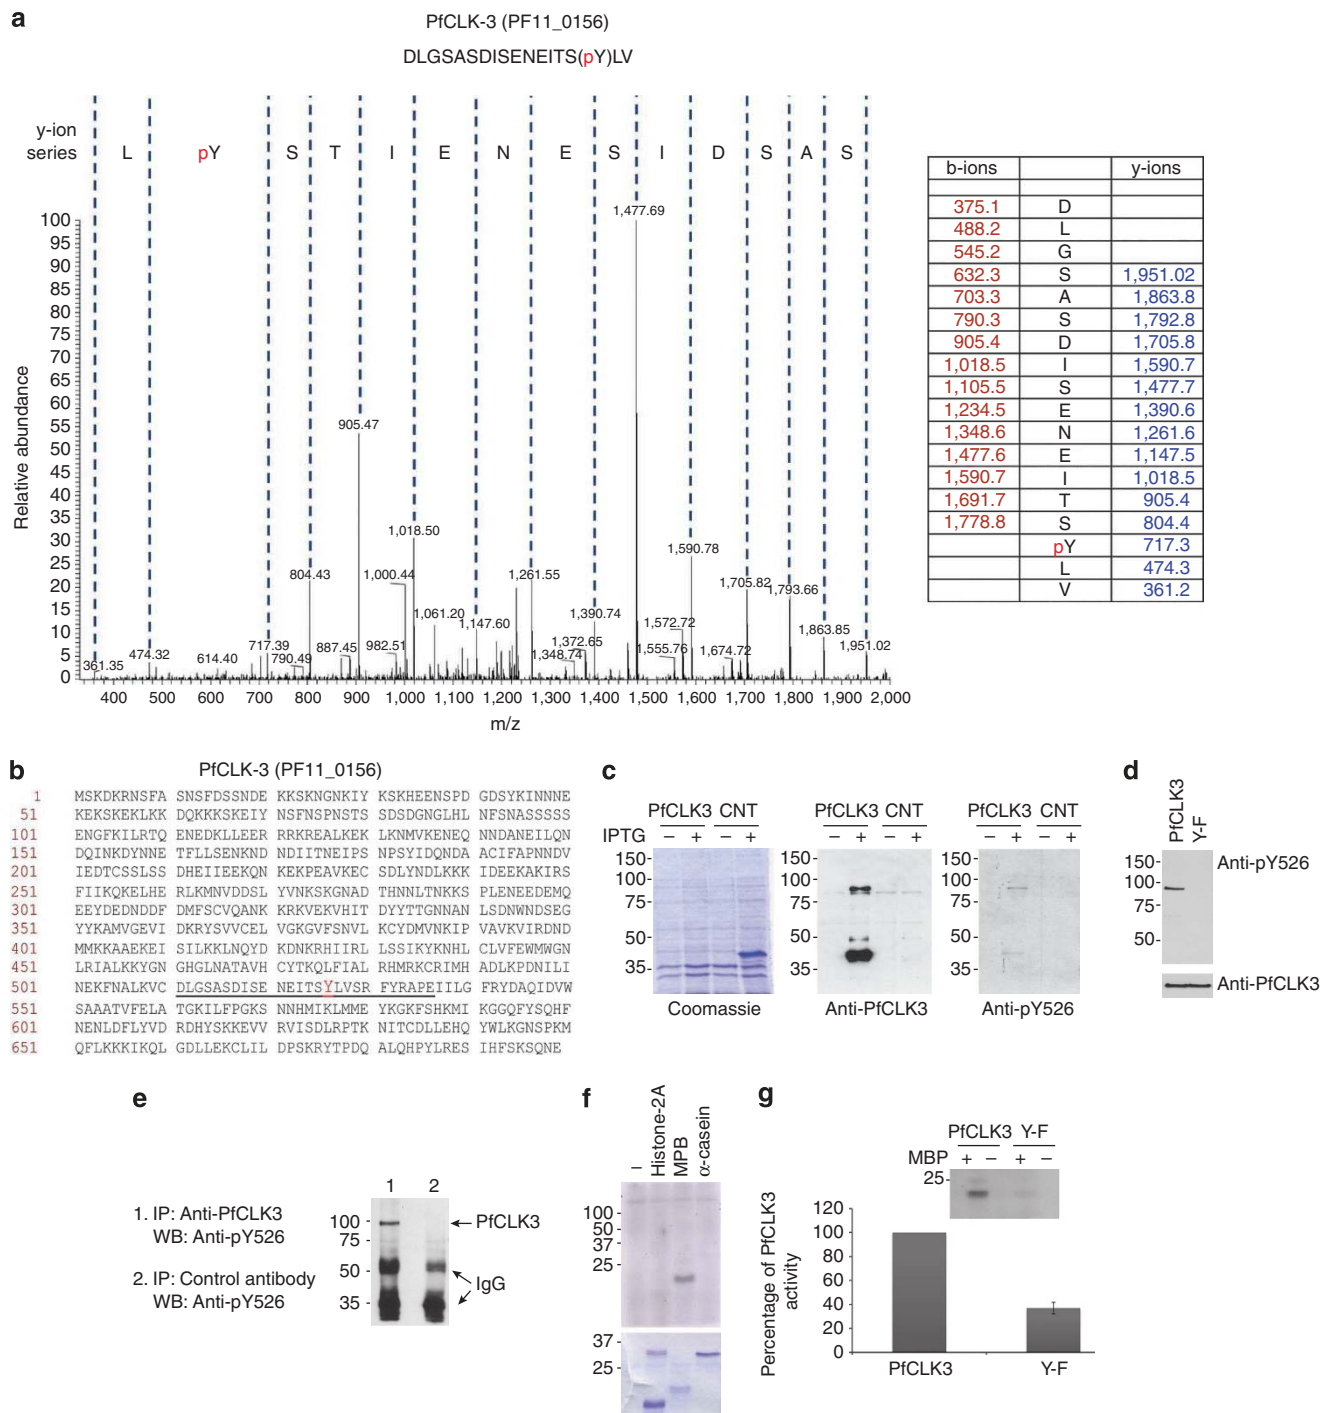 a
PfCLK-3 (PF11_0156)
DLGSASDISENEITS(pY)LV
y-ion series L pY S T I E N E S I D S A S
Relative abundance
100
95
90
85
80
75
70
65
60
55
50
45
40
35
30
25
20
15
10
5
0
1,477.69
905.47
1,018.50
1,590.78
804.43
1,000.44
1,261.55
1,705.82
1,793.66
1,061.20
1,147.60
1,390.74
1,572.72
1,863.85
717.39
887.45
982.51
1,372.65
1,555.76
1,951.02
361.35
474.32
614.40
790.49
1,348.74
1,674.72
400 500 600 700 800 900 1,000 1,100 1,200 1,300 1,400 1,500 1,600 1,700 1,800 1,900 2,000
m/z
b-ions y-ions
375.1 D
488.2 L
545.2 G
632.3 S 1,951.02
703.3 A 1,863.8
790.3 S 1,792.8
905.4 D 1,705.8
1,018.5 I 1,590.7
1,105.5 S 1,477.7
1,234.5 E 1,390.6
1,348.6 N 1,261.6
1,477.6 E 1,147.5
1,590.7 I 1,018.5
1,691.7 T 905.4
1,778.8 S 804.4
pY 717.3
L 474.3
V 361.2
b
PfCLK-3 (PF11_0156)
1 MSKDKRNSFA SNSFDSSNDE KKSKNGNKIY KSKHEENSPD GDSYKINNNE
51 KEKSKEKLKK DQKKKSKEIY NSFNSPNSTS SDSDGNGLHL NFSNASSSSS
101 ENGFKILRTQ ENEDKLLEER RRKREALKEK LKNMVKENEQ NNDANEILQN
151 DQINKDYNNE TFLLSENKND NDIITNEIPS NPSYIDQNDA ACIFAPNNDV
201 IEDTCSSLSS DHEIIEEKQN KEKPEAVKEC SDLYNDLKKK IDEEKAKIRS
251 FIIKQKELHE RLKMNVDDSL YVNKSKGNAD THNNLTNKKS PLENEEDEMQ
301 EEYDEDNDDF DMFSCVQANK KRKVEKVHIT DYYTTGNNAN LSDNWNDSEG
351 YYKAMVGEVI DKRYSVVCEL VGKGVFSNVL KCYDMVNKIP VAVKVIRDND
401 MMKKAAEKEI SILKKLNQYD KDNKRHIIRL LSSIKYKNHL CLVFEWMWGN
451 LRIALKKYGN GHGLNATAVH CYTKQLFIAL RHMRKCRIMH ADLKPDNILI
501 NEKFNALKVC DLGSASDISE NEITSYLVSR FYRAPEIILG FRYDAQIDVW
551 SAAATVFELA TGKILFPGKS NNHMIKLMME YKGKFSHKMI KGGQFYSQHF
601 NENLDFLYVD RDHYSKKEVV RVISDLRPTK NITCDLLEHQ YWLKGNSPKM
651 QFLKKKIKQL GDLLEKCLIL DPSKRYTPDQ ALQHPYLRES IHFSKSQNE
c
PfCLK3 CNT PfCLK3 CNT PfCLK3 CNT
IPTG − + − + − + − + − + − +
150- 150- 150-
100- 100- 100-
75- 75- 75-
50- 50- 50-
35- 35- 35-
Coomassie Anti-PfCLK3 Anti-pY526
d
PfCLK3
Y-F
150-
100-
75-
50-
Anti-pY526
Anti-PfCLK3
e
1 2
1. IP: Anti-PfCLK3
WB: Anti-pY526
2. IP: Control antibody
WB: Anti-pY526
100 -
75 -
50 -
35 -
PfCLK3
IgG
f
−
Histone-2A
MPB
α-casein
100-
50-
37-
25-
37-
25-
g
PfCLK3 Y-F
MBP + − + −
25-
Percentage of PfCLK3 activity
120
100
80
60
40
20
0
PfCLK3 Y-F